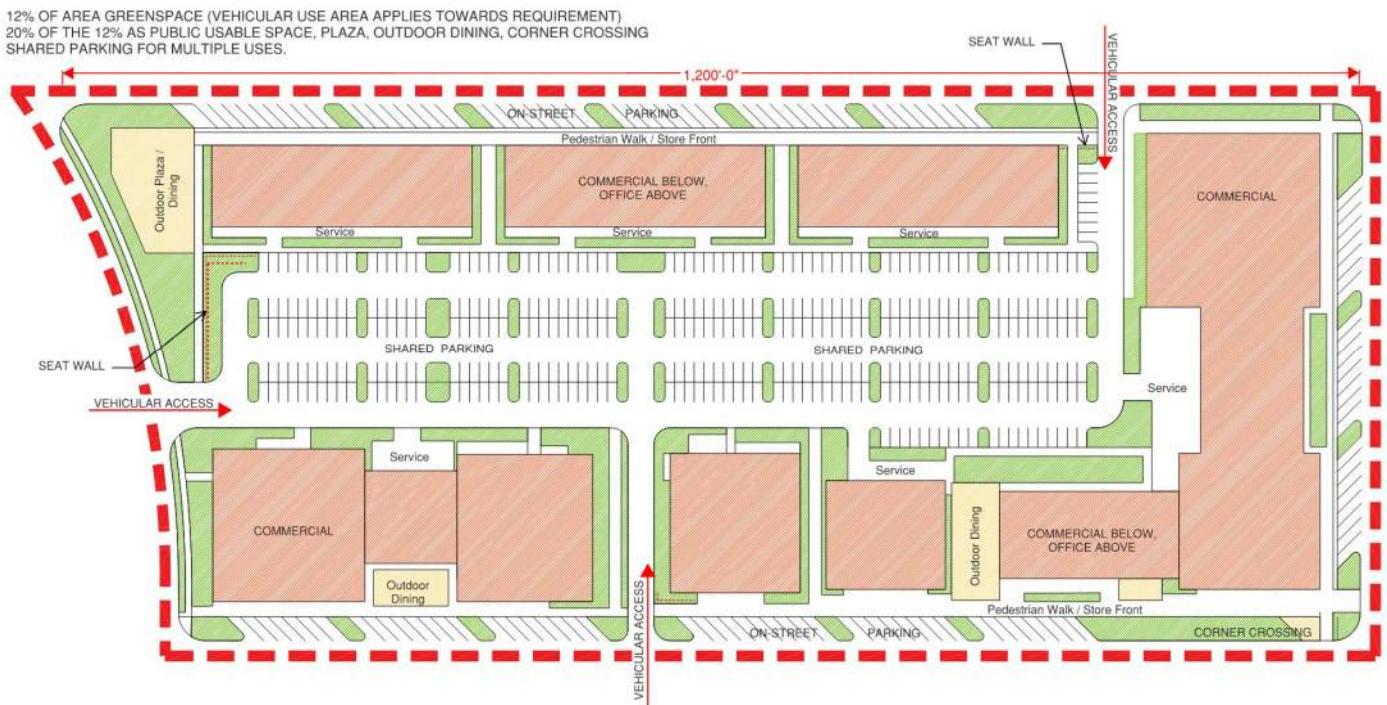 12% OF AREA GREENSPACE (VEHICULAR USE AREA APPLIES TOWARDS REQUIREMENT)
20% OF THE 12% AS PUBLIC USABLE SPACE, PLAZA, OUTDOOR DINING, CORNER CROSSING
SHARED PARKING FOR MULTIPLE USES.
SEAT WALL
VEHICULAR ACCESS
1,200'-0"
ON-STREET PARKING
Pedestrian Walk / Store Front
Outdoor Plaza /
Dining
COMMERCIAL BELOW,
OFFICE ABOVE
COMMERCIAL
Service
Service
Service
SHARED PARKING
SHARED PARKING
SEAT WALL
VEHICULAR ACCESS
Service
Service
Service
COMMERCIAL
Outdoor Dining
COMMERCIAL BELOW,
OFFICE ABOVE
Outdoor
Dining
VEHICULAR ACCESS
Pedestrian Walk / Store Front
ON-STREET PARKING
CORNER CROSSING